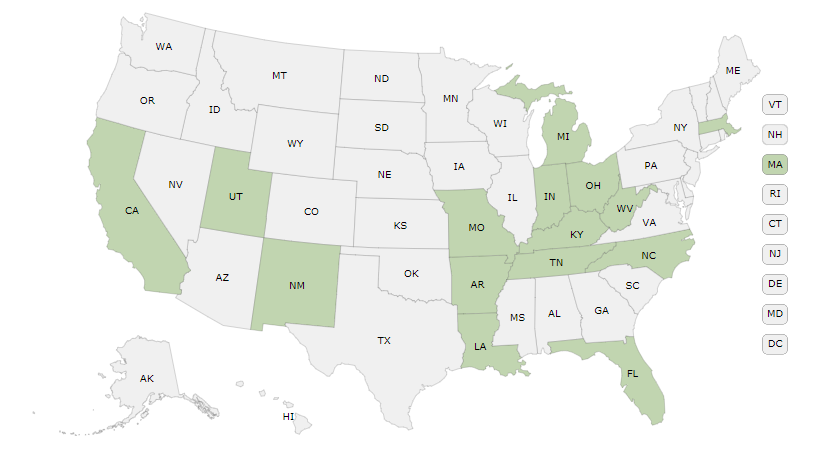 WA
MT
ND
MN
ME
OR
ID
SD
WI
MI
NY
VT
NH
WY
NE
IA
PA
MA
NV
UT
CO
KS
MO
IL
IN
OH
WV
VA
RI
CA
KY
CT
AZ
NM
OK
AR
TN
NC
NJ
SC
DE
TX
LA
MS
AL
GA
MD
DC
AK
FL
HI